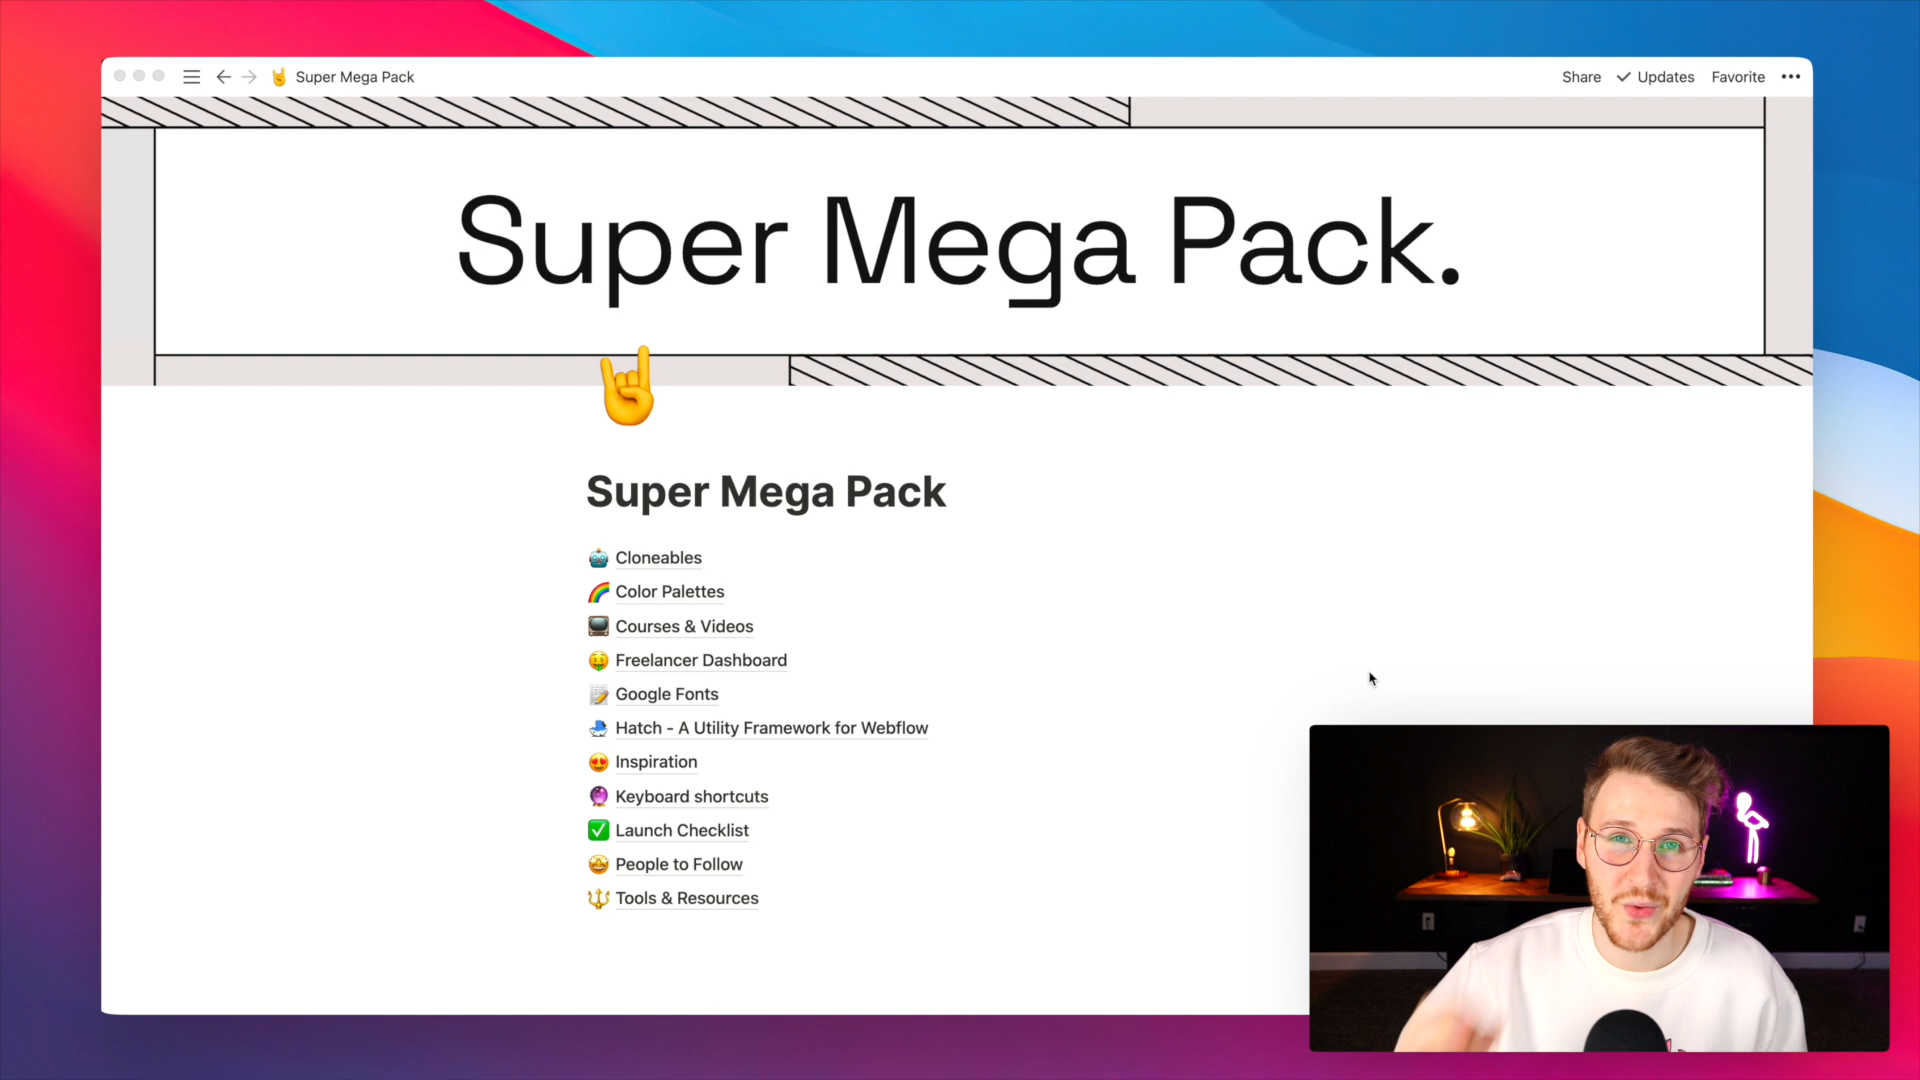 Super Mega Pack
Share Updates Favorite
Super Mega Pack.
Super Mega Pack
Cloneables
Color Palettes
Courses & Videos
Freelancer Dashboard
Google Fonts
Hatch - A Utility Framework for Webflow
Inspiration
Keyboard shortcuts
Launch Checklist
People to Follow
Tools & Resources